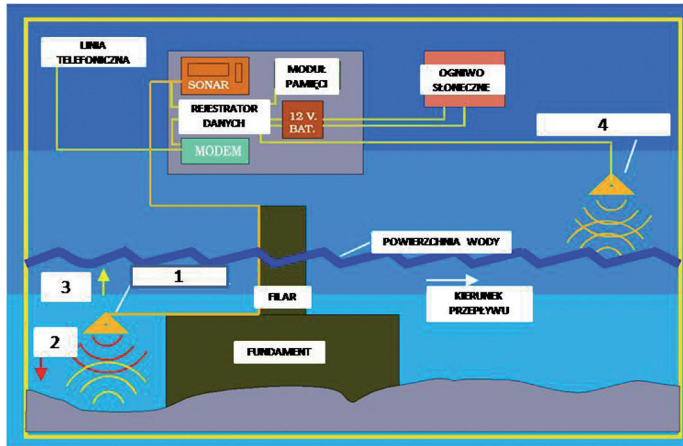 LINIA
TELEFONICZNA
SONAR
MODUŁ
PAMIĘCI
REJESTRATOR
DANYCH
12 V.
BAT.
MODEM
OGNIWO
SŁONECZNE
4
POWIERZCHNIA WODY
3
1
FILAR
KIERUNEK
PRZEPŁYWU
2
FUNDAMENT